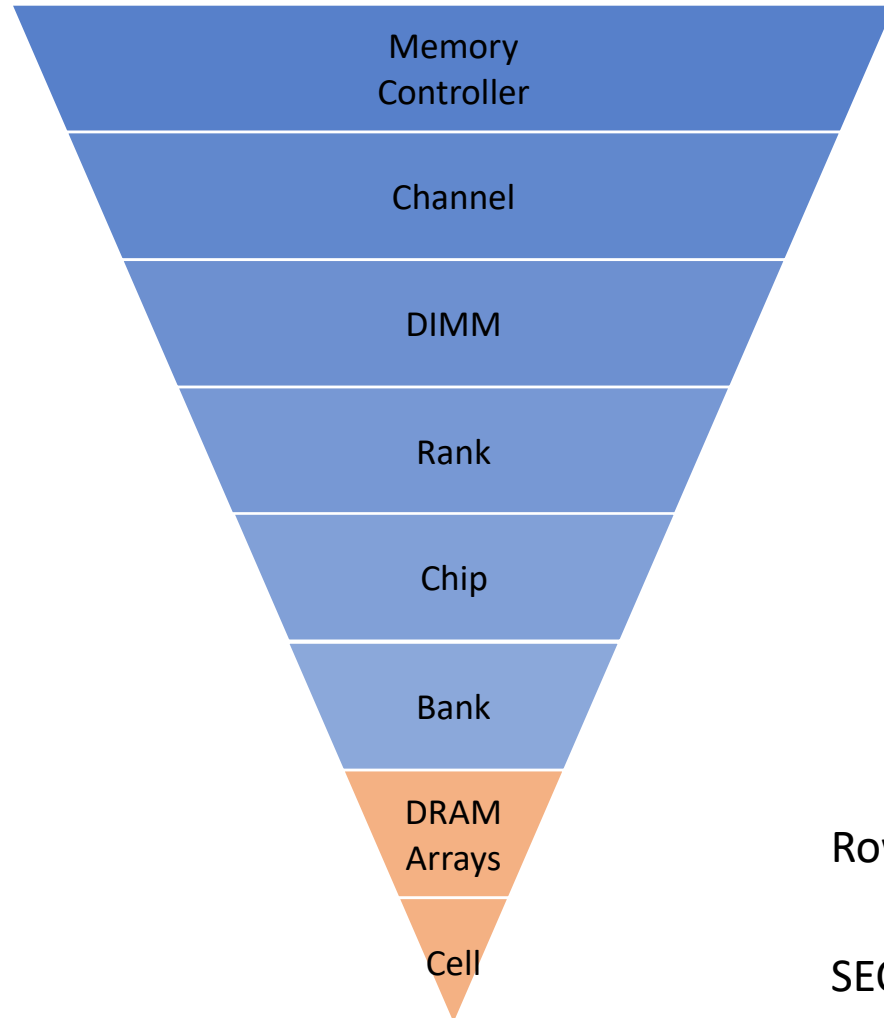 Memory
Controller
Channel
DIMM
Rank
Chip
Bank
DRAM
Arrays
Cell